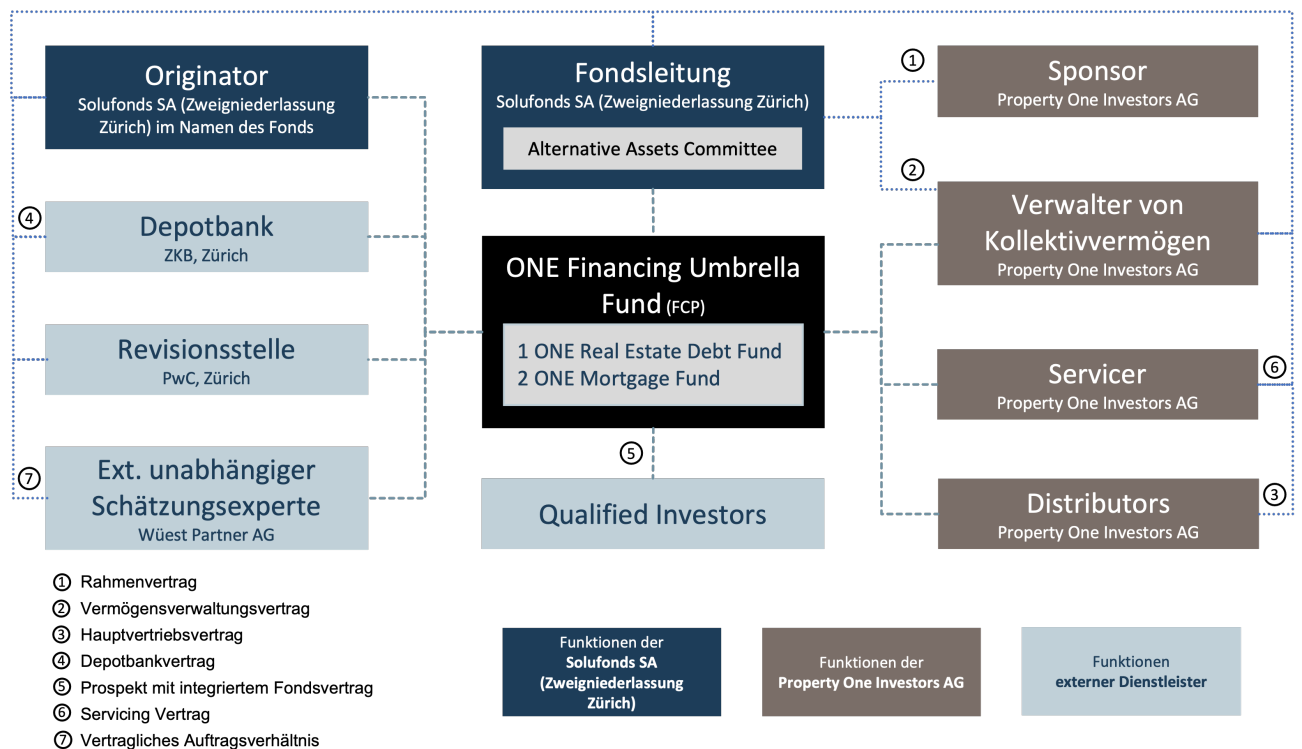 Originator
Solufonds SA (Zweigniederlassung
Zürich) im Namen des Fonds
Fondsleitung
Solufonds SA (Zweigniederlassung Zürich)
Alternative Assets Committee
①
Sponsor
Property One Investors AG
②
Verwalter von
Kollektivvermögen
Property One Investors AG
④
Depotbank
ZKB, Zürich
ONE Financing Umbrella
Fund (FCP)
1 ONE Real Estate Debt Fund
2 ONE Mortgage Fund
Revisionsstelle
PwC, Zürich
Servicer
Property One Investors AG
⑥
⑤
⑦
Ext. unabhängiger
Schätzungsexperte
Wüest Partner AG
Qualified Investors
Distributors
Property One Investors AG
③
① Rahmenvertrag
② Vermögensverwaltungsvertrag
③ Hauptvertriebsvertrag
④ Depotbankvertrag
⑤ Prospekt mit integriertem Fondsvertrag
⑥ Servicing Vertrag
⑦ Vertragliches Auftragsverhältnis
Funktionen der
Solufonds SA
(Zweigniederlassung
Zürich)
Funktionen der
Property One Investors AG
Funktionen
externer Dienstleister